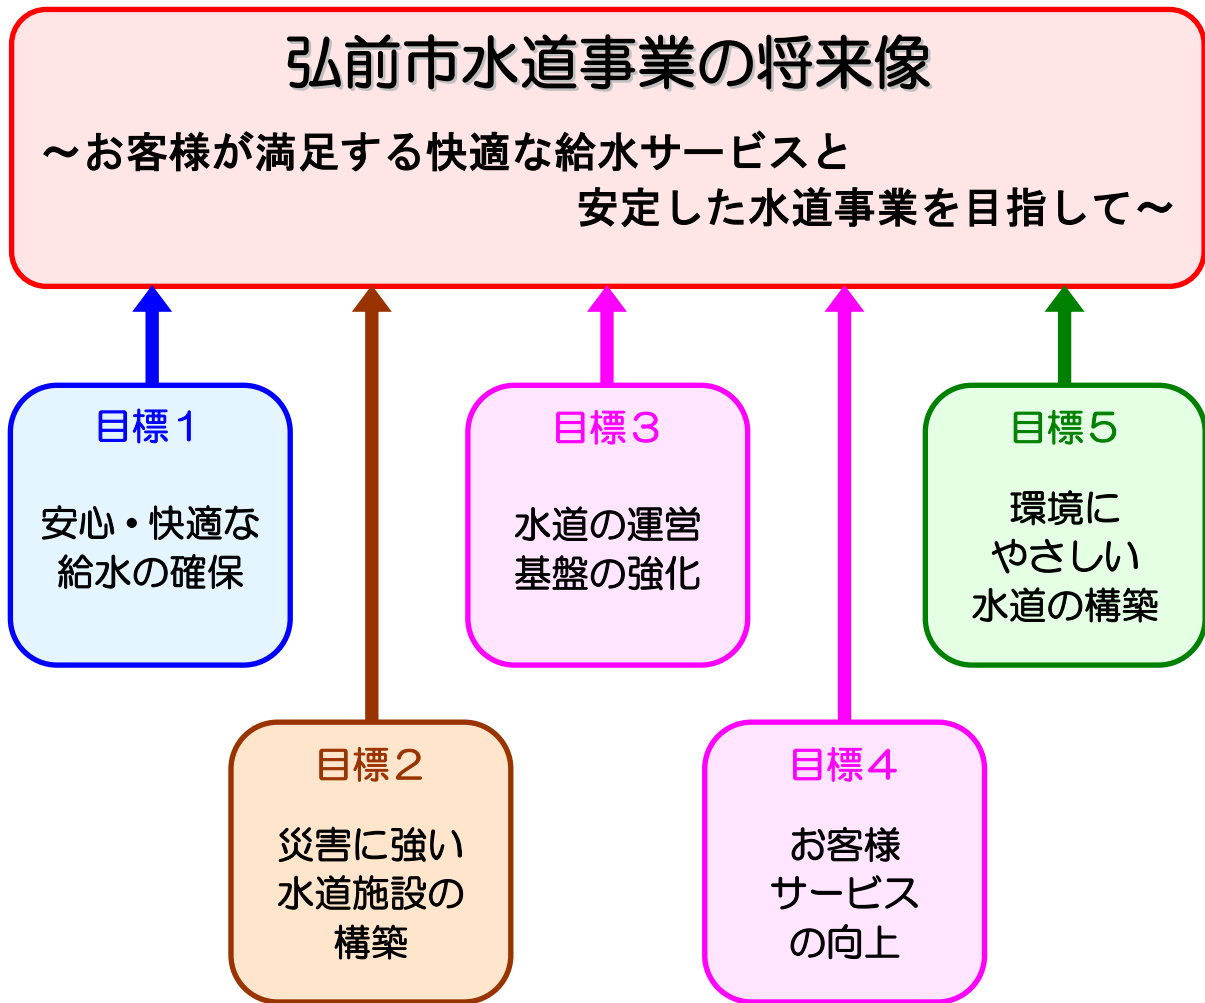 弘前市水道事業の将来像
～お客様が満足する快適な給水サービスと
安定した水道事業を目指して～
目標１
安心・快適な
給水の確保
目標２
災害に強い
水道施設の
構築
目標３
水道の運営
基盤の強化
目標４
お客様
サービス
の向上
目標５
環境に
やさしい
水道の構築